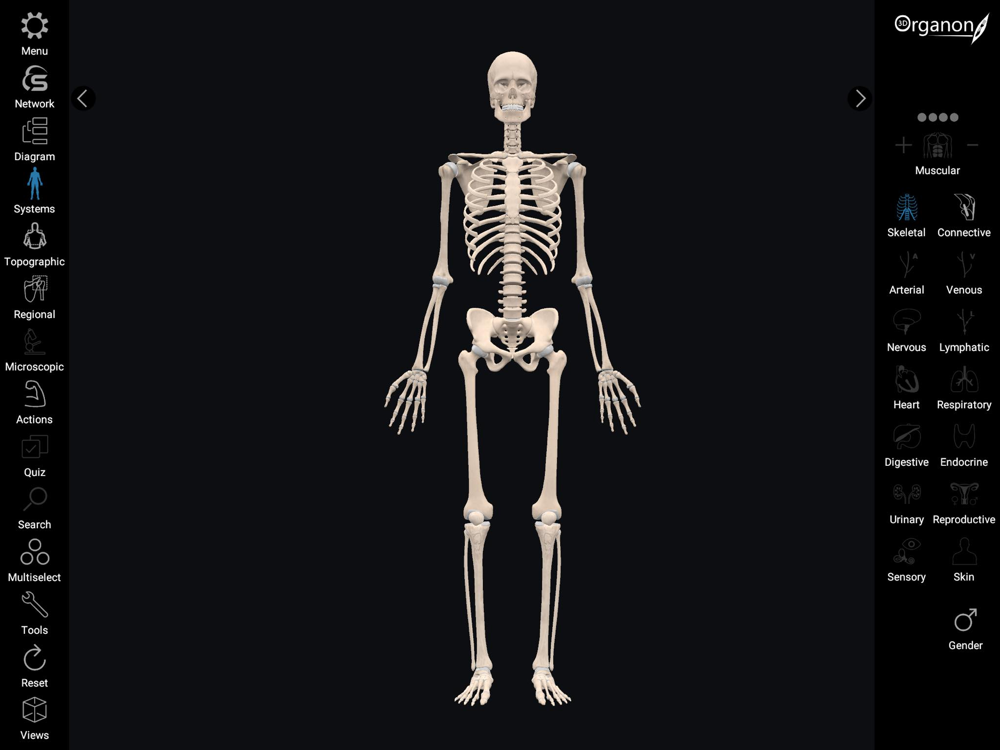 Menu
Network
Diagram
Systems
Topographic
Regional
Microscopic
Actions
Quiz
Search
Multiselect
Tools
Reset
Views
3D Organon
Muscular
Skeletal Connective
A V
Arterial Venous
L
Nervous Lymphatic
Heart Respiratory
Digestive Endocrine
Urinary Reproductive
Sensory Skin
Gender